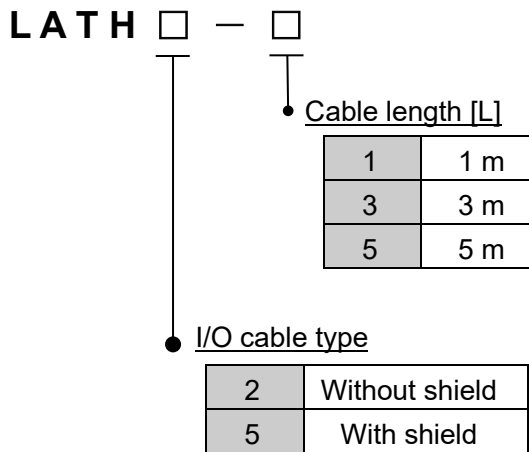 LATH □ － □
Cable length [L]
1 1 m
3 3 m
5 5 m
I/O cable type
2 Without shield
5 With shield